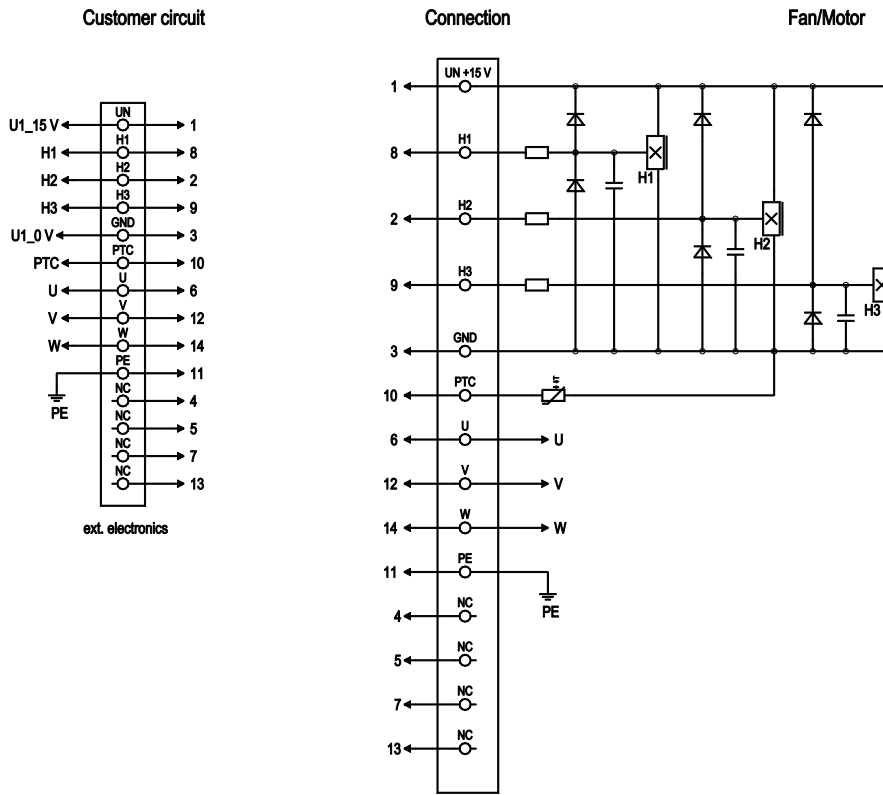 Customer circuit Connection Fan/Motor
U1_15 V UN 1
H1 H1 8
H2 H2 2
H3 H3 9
U1_0 V GND 3
PTC PTC 10
U U 6
V V 12
W W 14
PE 11
PE
NC 4
NC 5
NC 7
NC 13
ext. electronics
1 UN +15 V
8 H1 H1
2 H2 H2
9 H3 H3
3 GND
10 PTC ++T
6 U U
12 V V
14 W W
11 PE
PE
4 NC
5 NC
7 NC
13 NC